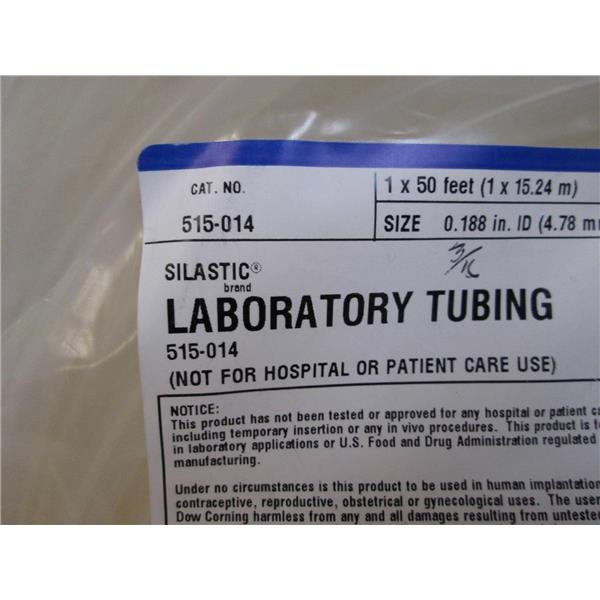 CAT. NO.
1 x 50 feet (1 x 15.24 m)
515-014
SIZE 0.188 in. ID (4.78
3/16
SILASTIC®
brand
LABORATORY TUBING
515-014
(NOT FOR HOSPITAL OR PATIENT CARE USE)
NOTICE:
This product has not been tested or approved for any hospital or patient
including temporary insertion or any in vivo procedures. This product is
in laboratory applications or U.S. Food and Drug Administration regulated
manufacturing.
Under no circumstances is this product to be used in human implantation
contraceptive, reproductive, obstetrical or gynecological uses. The user
Dow Corning harmless from any and all damages resulting from